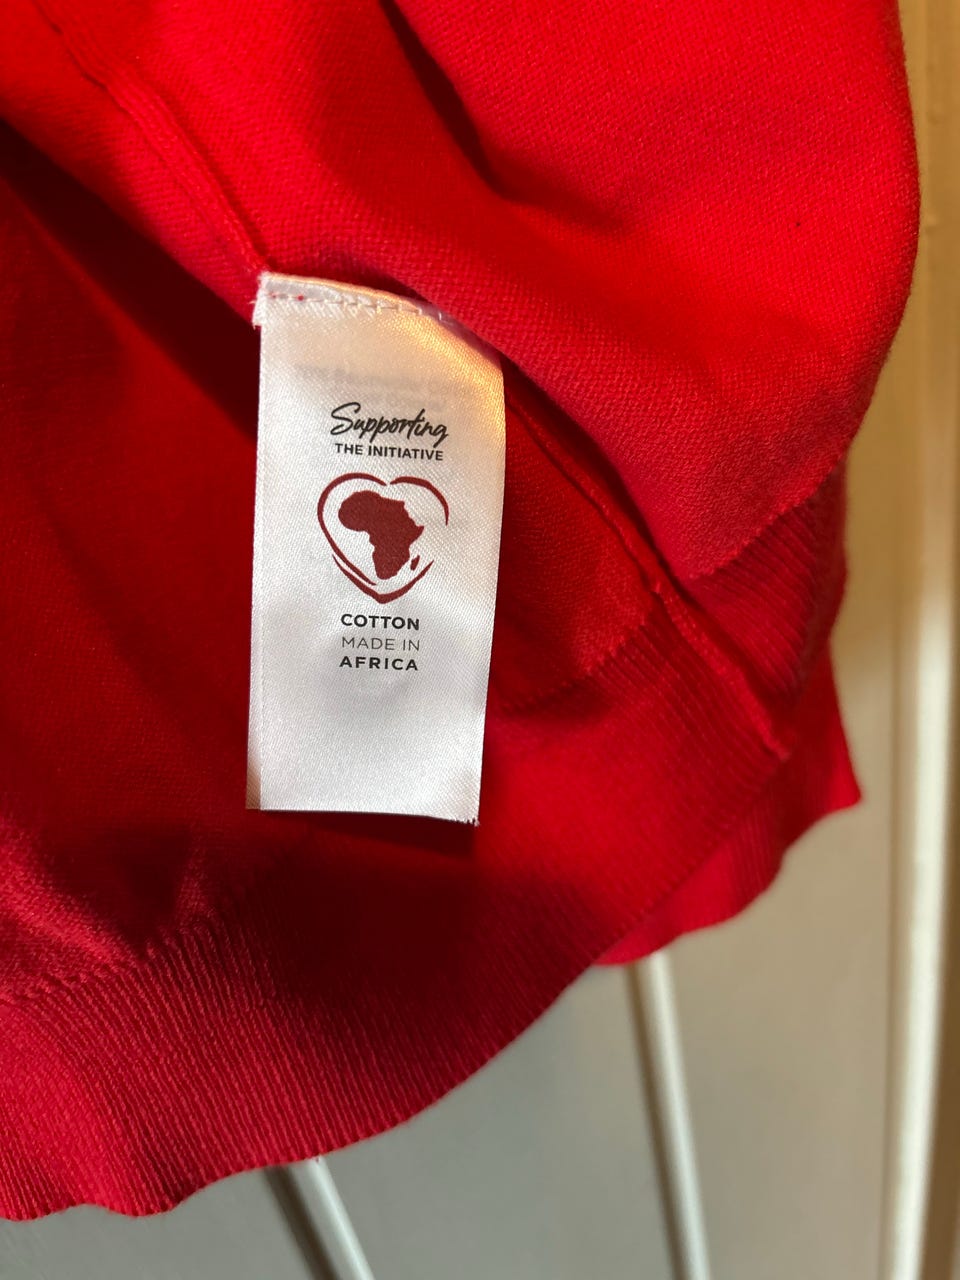 Supporting
THE INITIATIVE
COTTON
MADE IN
AFRICA